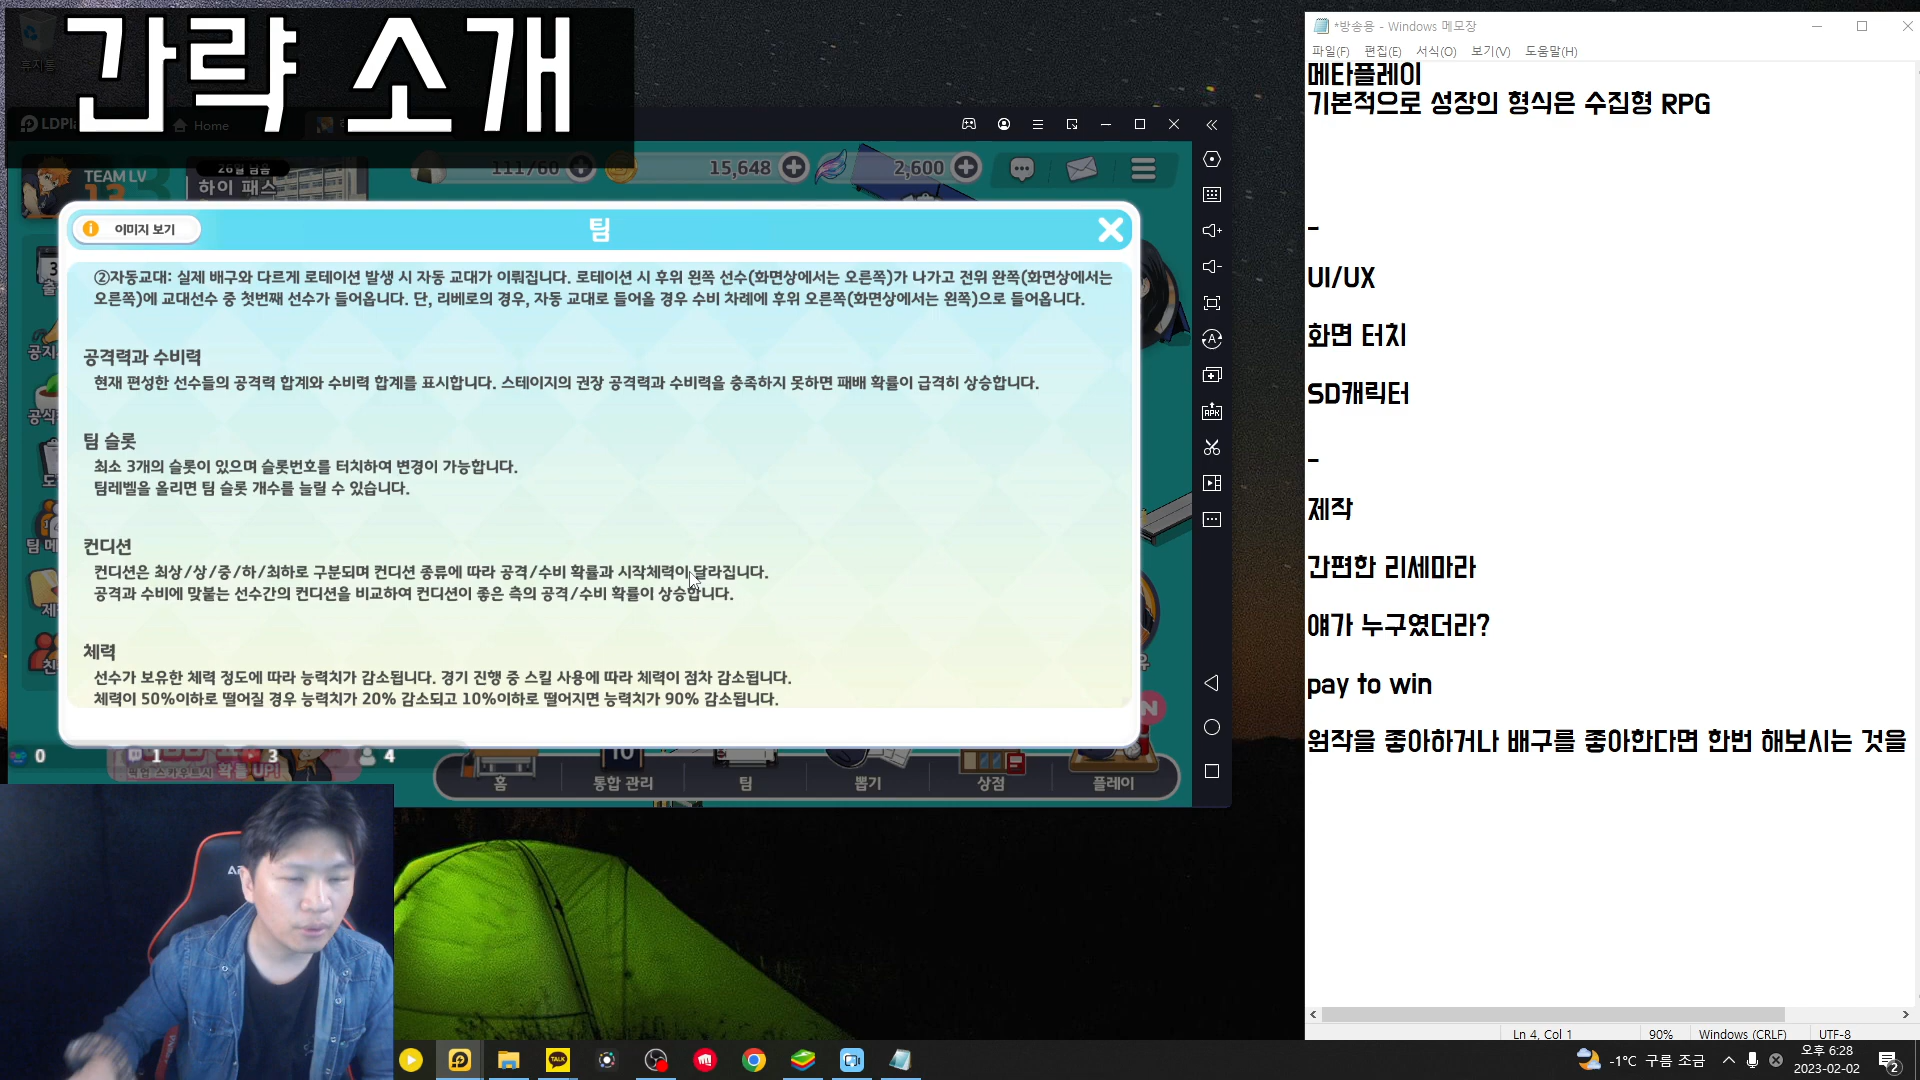 간략 소개
휴지통
Home
TEAM LV
26일 남음
하이 패스
111/60
15,648
2,600
이미지 보기
팀
②자동교대: 실제 배구와 다르게 로테이션 발생 시 자동 교대가 이뤄집니다. 로테이션 시 후위 왼쪽 선수(화면상에서는 오른쪽)가 나가고 전위 완쪽(화면상에서는
오른쪽)에 교대선수 중 첫번째 선수가 들어옵니다. 단, 리베로의 경우, 자동 교대로 들어올 경우 수비 차례에 후위 오른쪽(화면상에서는 왼쪽)으로 들어옵니다.
공격력과 수비력
현재 편성한 선수들의 공격력 합계와 수비력 합계를 표시합니다. 스테이지의 권장 공격력과 수비력을 충족하지 못하면 패배 확률이 급격히 상승합니다.
팀 슬롯
최소 3개의 슬롯이 있으며 슬롯번호를 터치하여 변경이 가능합니다.
팀레벨을 올리면 팀 슬롯 개수를 늘릴 수 있습니다.
컨디션
컨디션은 최상/상/중/하/최하로 구분되며 컨디션 종류에 따라 공격/수비 확률과 시작체력이 달라집니다.
공격과 수비에 맞붙는 선수간의 컨디션을 비교하여 컨디션이 좋은 측의 공격/수비 확률이 상승합니다.
체력
선수가 보유한 체력 정도에 따라 능력치가 감소됩니다. 경기 진행 중 스킬 사용에 따라 체력이 점차 감소됩니다.
체력이 50%이하로 떨어질 경우 능력치가 20% 감소되고 10%이하로 떨어지면 능력치가 90% 감소됩니다.
0
1
3
4
확률 UP!
홈
통합 관리
팀
뽑기
상점
플레이
*방송용 - Windows 메모장
파일(F) 편집(E) 서식(O) 보기(V) 도움말(H)
메타플레이
기본적으로 성장의 형식은 수집형 RPG
-
UI/UX
화면 터치
SD캐릭터
-
제작
간편한 리세마라
얘가 누구였더라?
pay to win
원작을 좋아하거나 배구를 좋아한다면 한번 해보시는 것을
Ln 4, Col 1
90%
Windows (CRLF)
UTF-8
TALK
-1°C 구름 조금
오후 6:28
2023-02-02
2